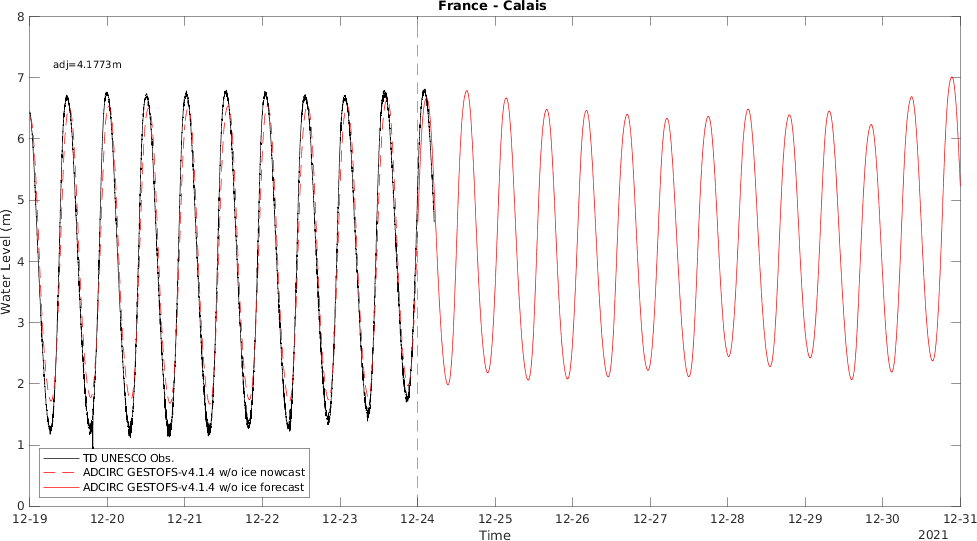 France - Calais
8
adj=4.1773m
7
6
5
4
3
2
1
0
Water Level (m)
TD UNESCO Obs.
ADCIRC GESTOFS-v4.1.4 w/o ice nowcast
ADCIRC GESTOFS-v4.1.4 w/o ice forecast
12-19 12-20 12-21 12-22 12-23 12-24 12-25 12-26 12-27 12-28 12-29 12-30 12-31
Time
2021